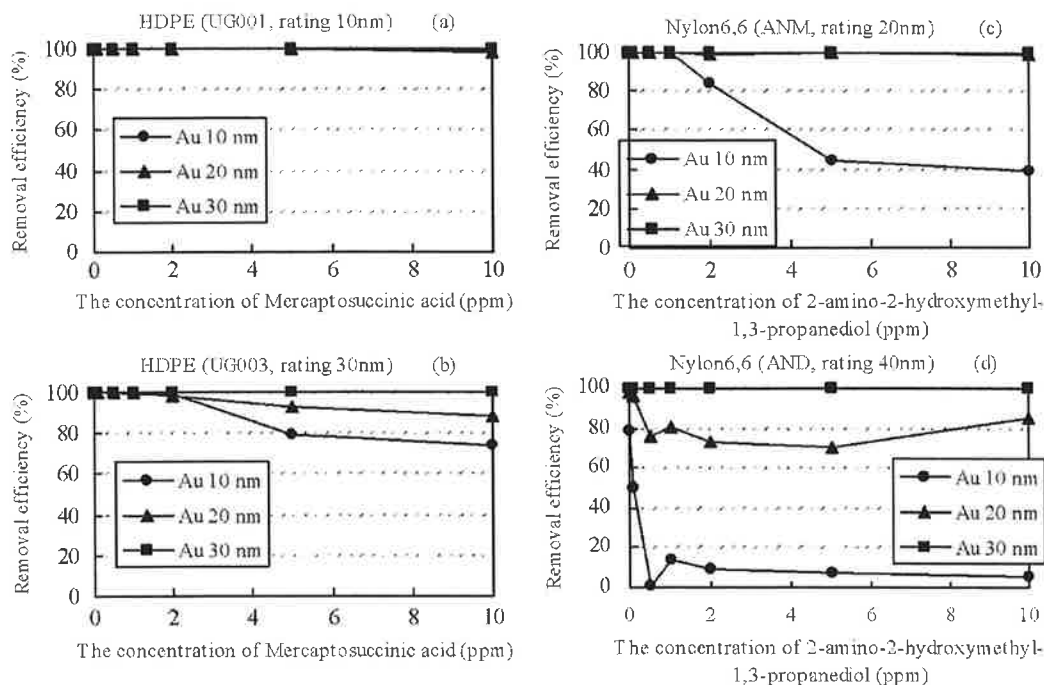 HDPE (UG001, rating 10nm) (a)
Removal efficiency (%)
100
80
60
40
20
0
Au 10 nm
Au 20 nm
Au 30 nm
0 2 4 6 8 10
The concentration of Mercaptosuccinic acid (ppm)
Nylon6,6 (ANM, rating 20nm) (c)
Removal efficiency (%)
100
80
60
40
20
0
Au 10 nm
Au 20 nm
Au 30 nm
0 2 4 6 8 10
The concentration of 2-amino-2-hydroxymethyl-
1,3-propanediol (ppm)
HDPE (UG003, rating 30nm) (b)
Removal efficiency (%)
100
80
60
40
20
0
Au 10 nm
Au 20 nm
Au 30 nm
0 2 4 6 8 10
The concentration of Mercaptosuccinic acid (ppm)
Nylon6,6 (AND, rating 40nm) (d)
Removal efficiency (%)
100
80
60
40
20
0
Au 10 nm
Au 20 nm
Au 30 nm
0 2 4 6 8 10
The concentration of 2-amino-2-hydroxymethyl-
1,3-propanediol (ppm)